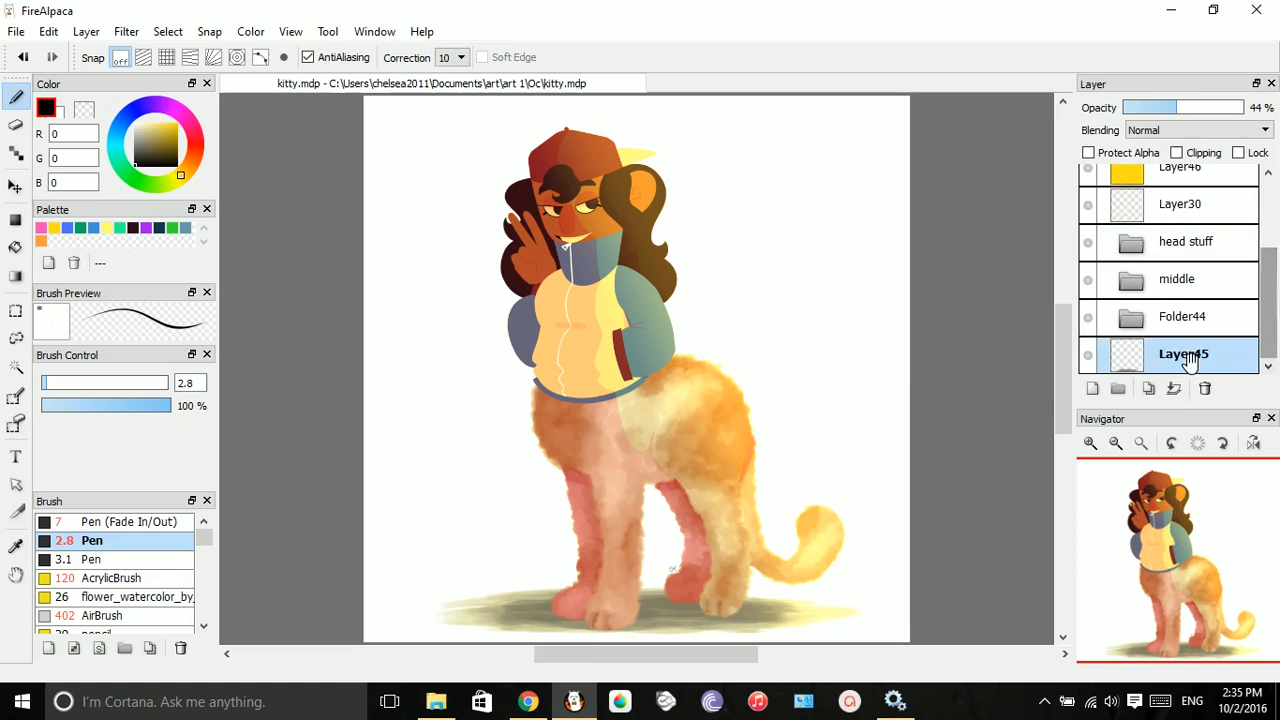 FireAlpaca
File Edit Layer Filter Select Snap Color View Tool Window Help
Snap off AntiAliasing Correction 10 Soft Edge
Color
kitty.mdp - C:\Users\chelsea2011\Documents\art\art 1\Oc\kitty.mdp
R 0
G 0
B 0
Palette
---
Brush Preview
Brush Control
2.8
100 %
Brush
7 Pen (Fade In/Out)
2.8 Pen
3.1 Pen
120 AcrylicBrush
26 flower_watercolor_by_
402 AirBrush
Layer
Opacity 44 %
Blending Normal
Protect Alpha Clipping Lock
Layer46
Layer30
head stuff
middle
Folder44
Layer45
Navigator
I'm Cortana. Ask me anything.
ENG
2:35 PM
10/2/2016